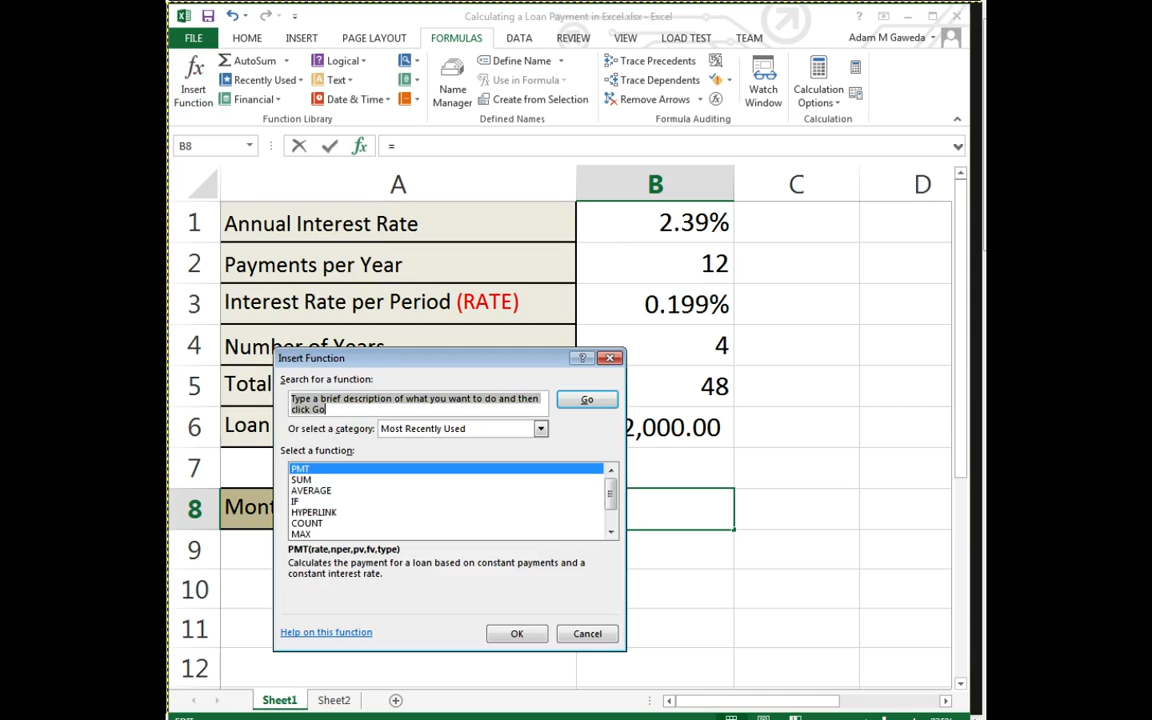 Calculating a Loan Payment in Excel.xlsx - Excel
FILE HOME INSERT PAGE LAYOUT FORMULAS DATA REVIEW VIEW LOAD TEST TEAM Adam M Gaweda
Insert Function
AutoSum
Recently Used
Financial
Logical
Text
Date & Time
Function Library
Name Manager
Define Name
Use in Formula
Create from Selection
Defined Names
Trace Precedents
Trace Dependents
Remove Arrows
Formula Auditing
Watch Window
Calculation Options
Calculation
B8 fx =
A B C D
1 Annual Interest Rate 2.39%
2 Payments per Year 12
3 Interest Rate per Period (RATE) 0.199%
4 Number of Years 4
5 Total 48
6 Loan 2,000.00
7
8 Mont
9
10
11
12
Insert Function
Search for a function:
Type a brief description of what you want to do and then
click Go
Go
Or select a category: Most Recently Used
Select a function:
PMT
SUM
AVERAGE
IF
HYPERLINK
COUNT
MAX
PMT(rate,nper,pv,fv,type)
Calculates the payment for a loan based on constant payments and a
constant interest rate.
Help on this function
OK Cancel
Sheet1 Sheet2